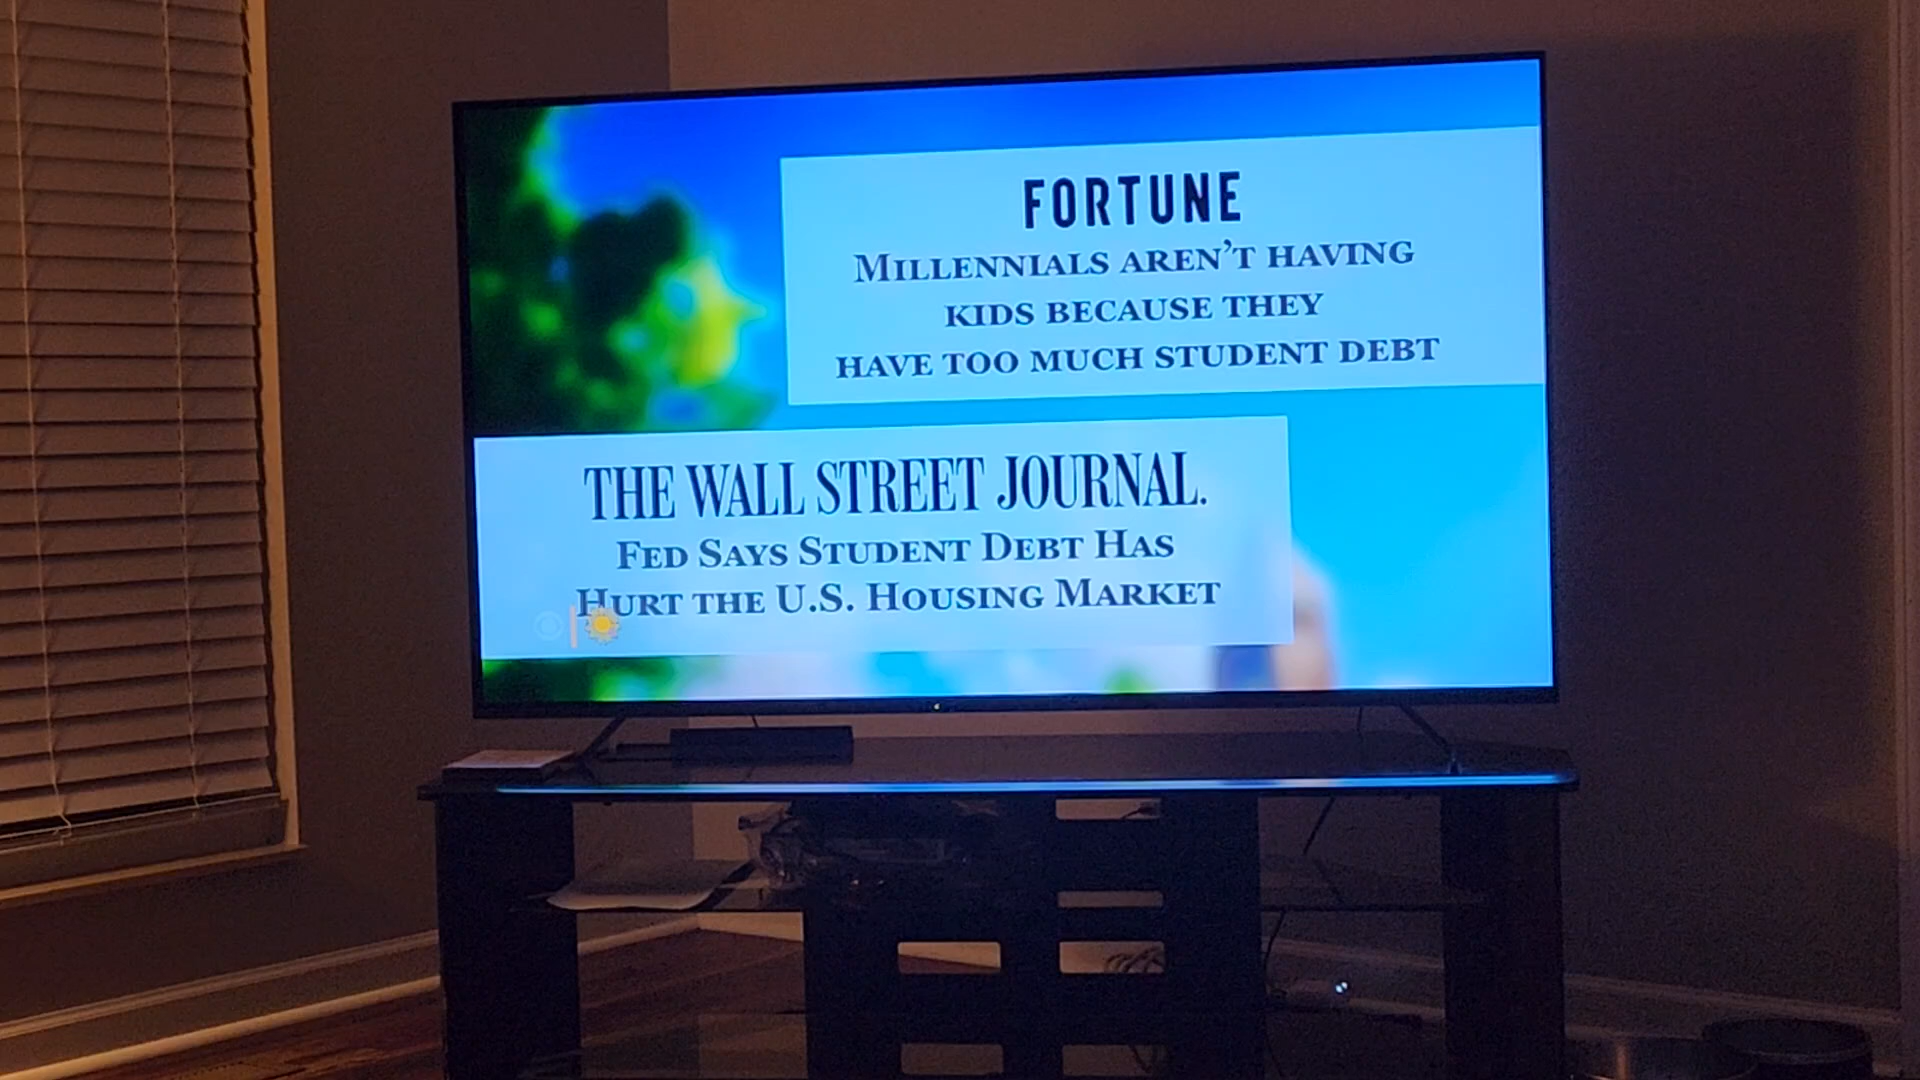 FORTUNE
MILLENNIALS AREN'T HAVING
KIDS BECAUSE THEY
HAVE TOO MUCH STUDENT DEBT
THE WALL STREET JOURNAL.
FED SAYS STUDENT DEBT HAS
HURT THE U.S. HOUSING MARKET